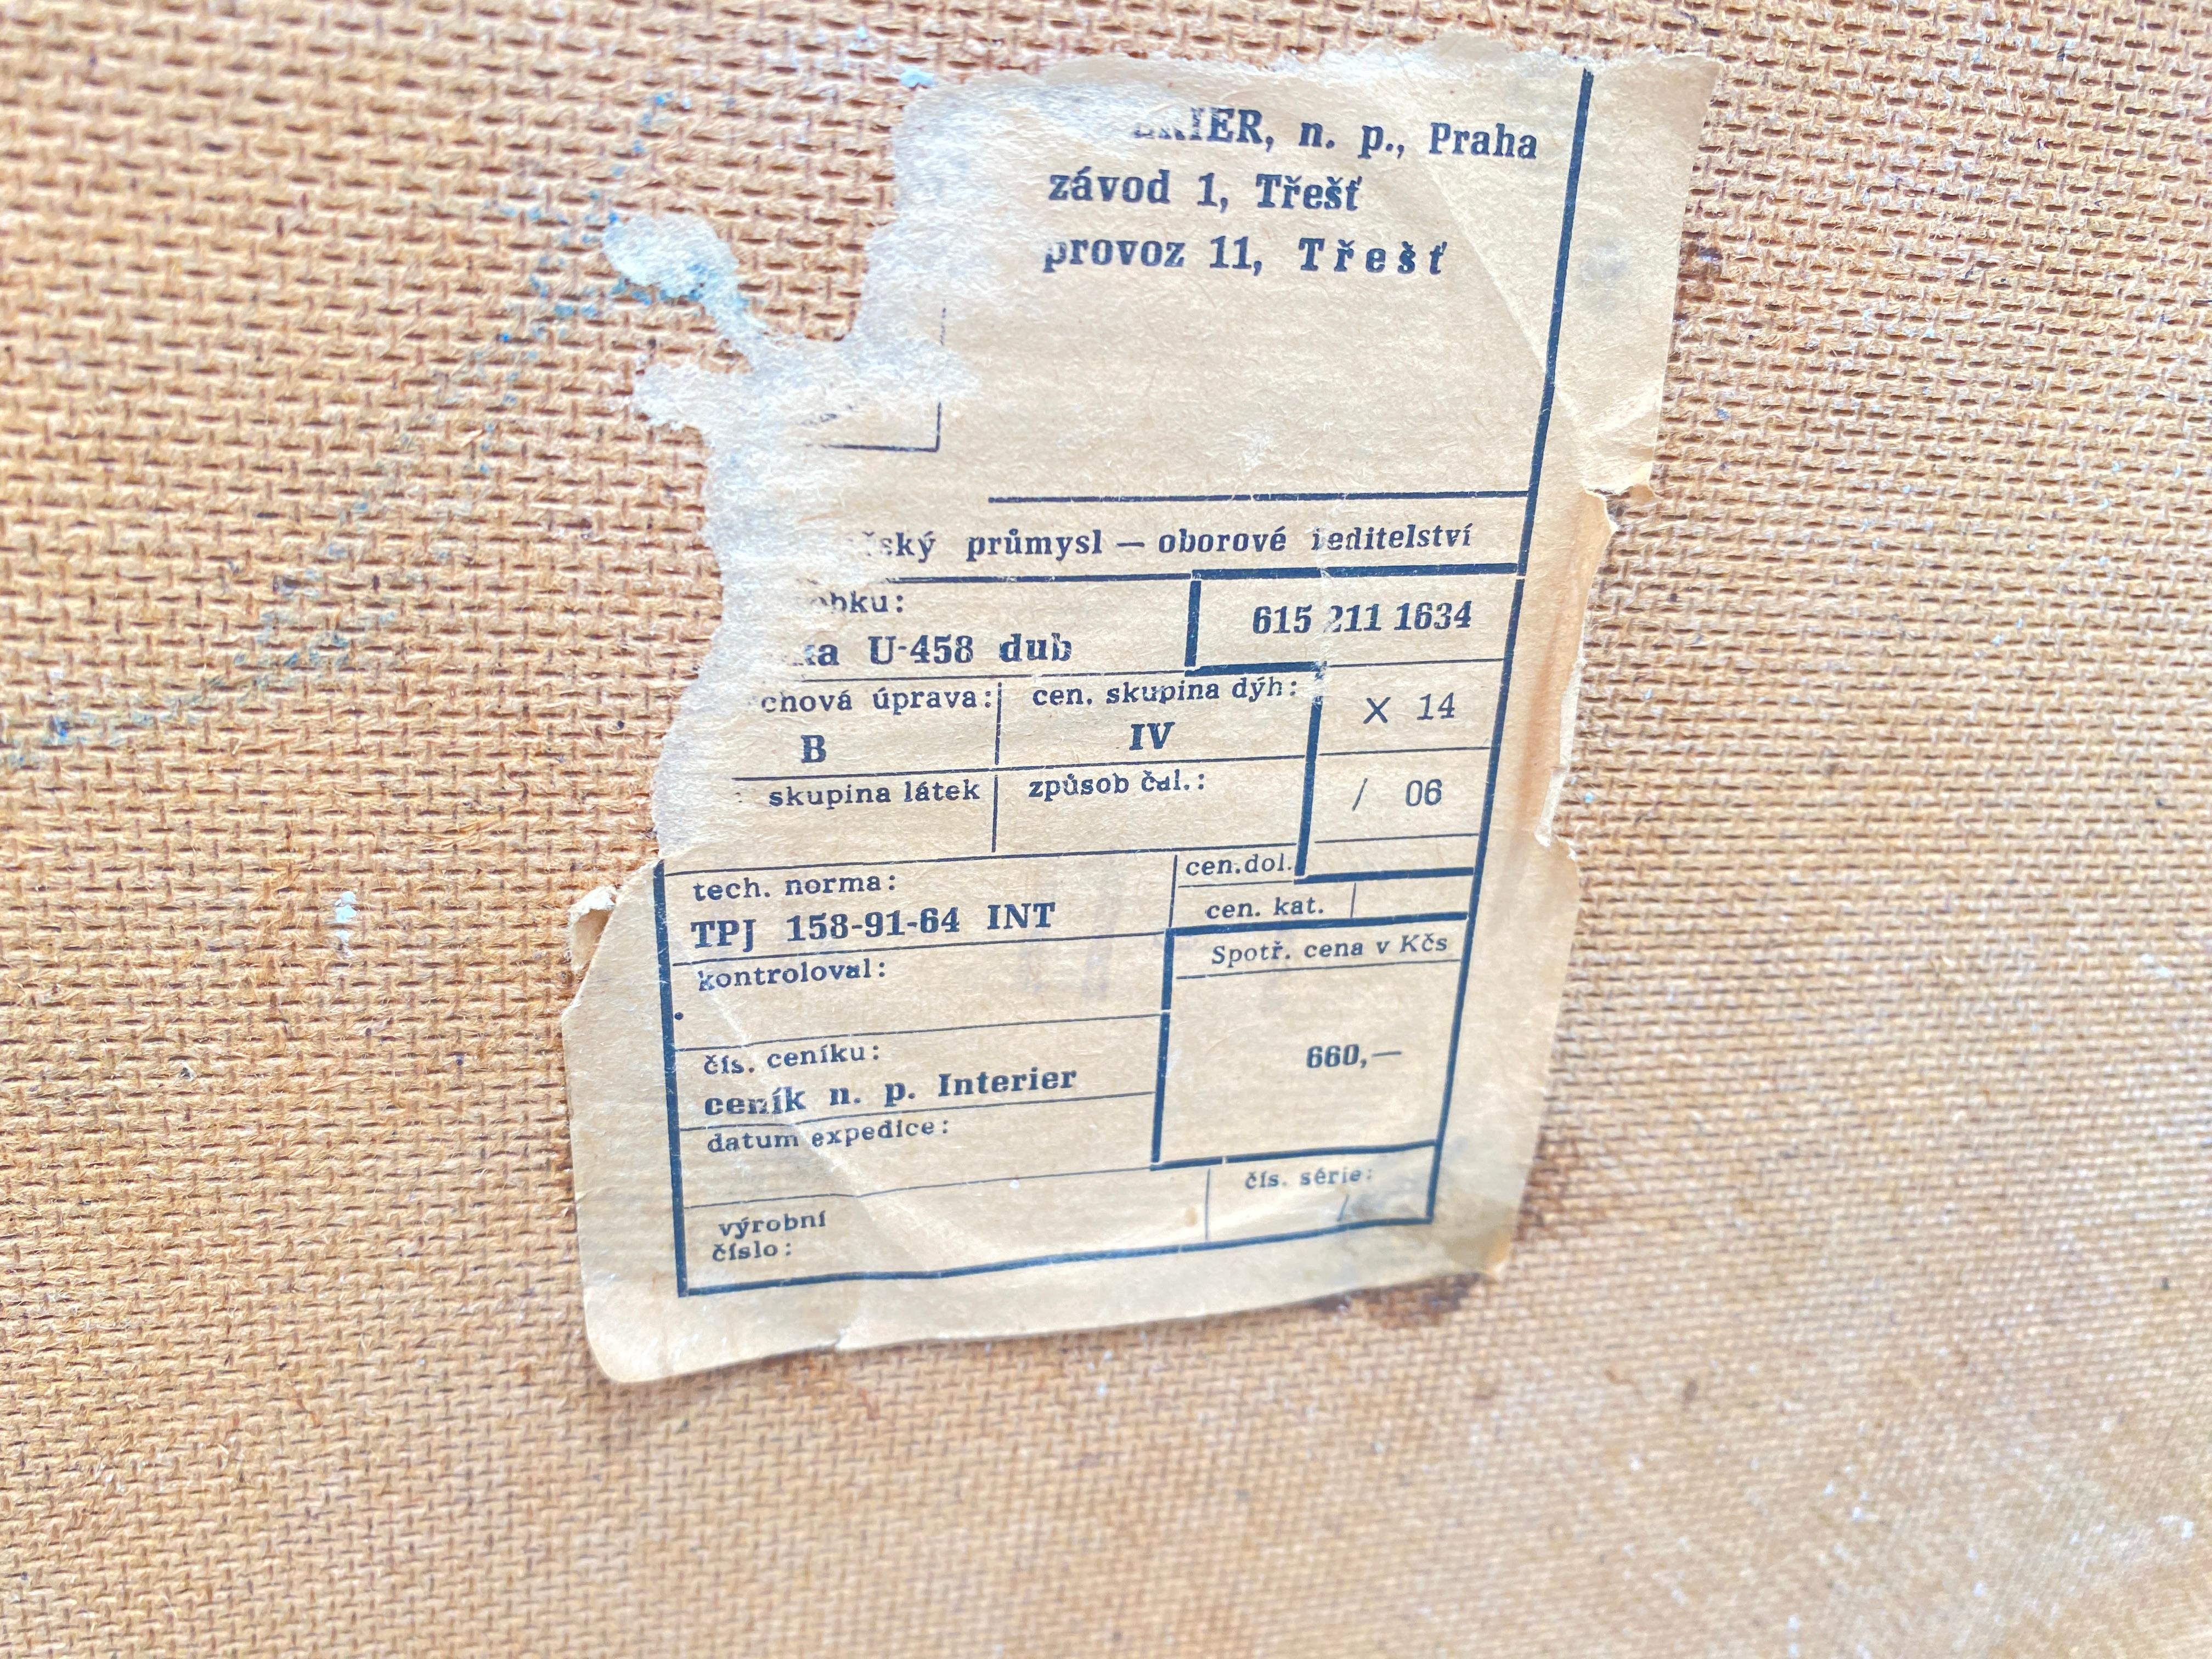 n. p., Praha
závod 1, Třešť
provoz 11, Třešť
průmysl — oborové ředitelství
615 211 1634
U-458 dub
úprava: cen. skupina dýh:
B IV X 14
skupina látek způsob čal.:
/ 06
tech. norma: cen.dol.
TPJ 158-91-64 INT cen. kat.
kontroloval: Spotř. cena v Kčs
čís. ceníku:
660,—
ceník n. p. Interier
datum expedice:
čís. série:
/
výrobní
číslo: